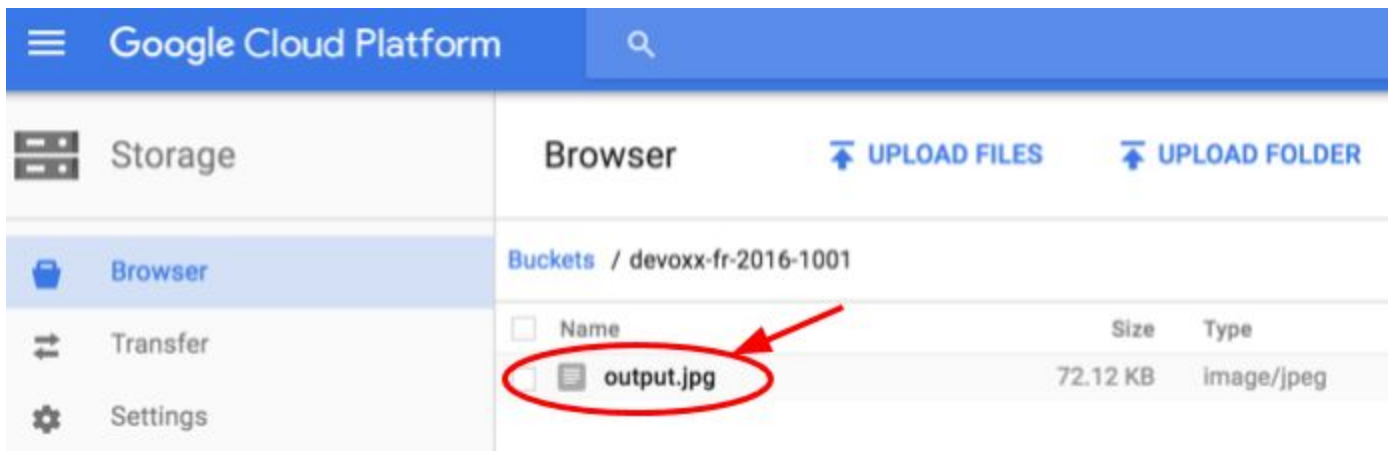 Google Cloud Platform
Storage
Browser UPLOAD FILES UPLOAD FOLDER
Browser
Buckets / devoxx-fr-2016-1001
Transfer
Name Size Type
output.jpg 72.12 KB image/jpeg
Settings